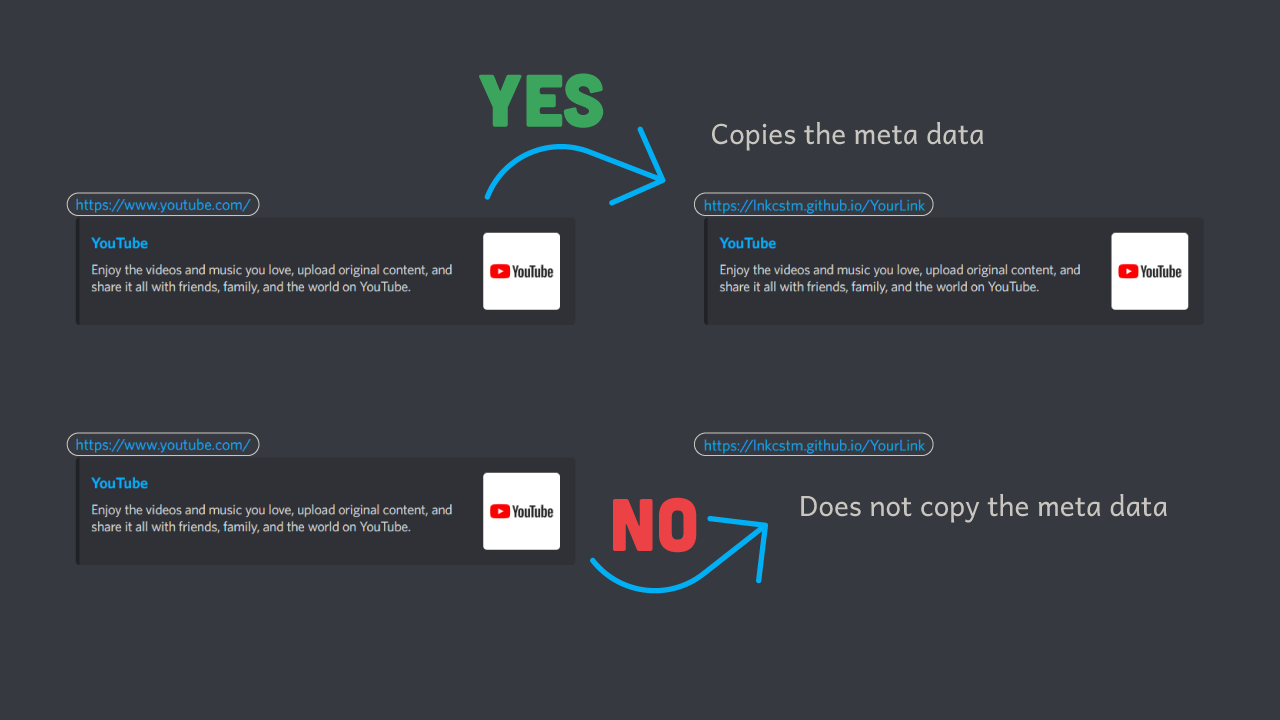 YES
Copies the meta data
https://www.youtube.com/
YouTube
Enjoy the videos and music you love, upload original content, and
share it all with friends, family, and the world on YouTube.
YouTube
https://lnkcstm.github.io/YourLink
YouTube
Enjoy the videos and music you love, upload original content, and
share it all with friends, family, and the world on YouTube.
YouTube
https://www.youtube.com/
YouTube
Enjoy the videos and music you love, upload original content, and
share it all with friends, family, and the world on YouTube.
YouTube
https://lnkcstm.github.io/YourLink
NO
Does not copy the meta data